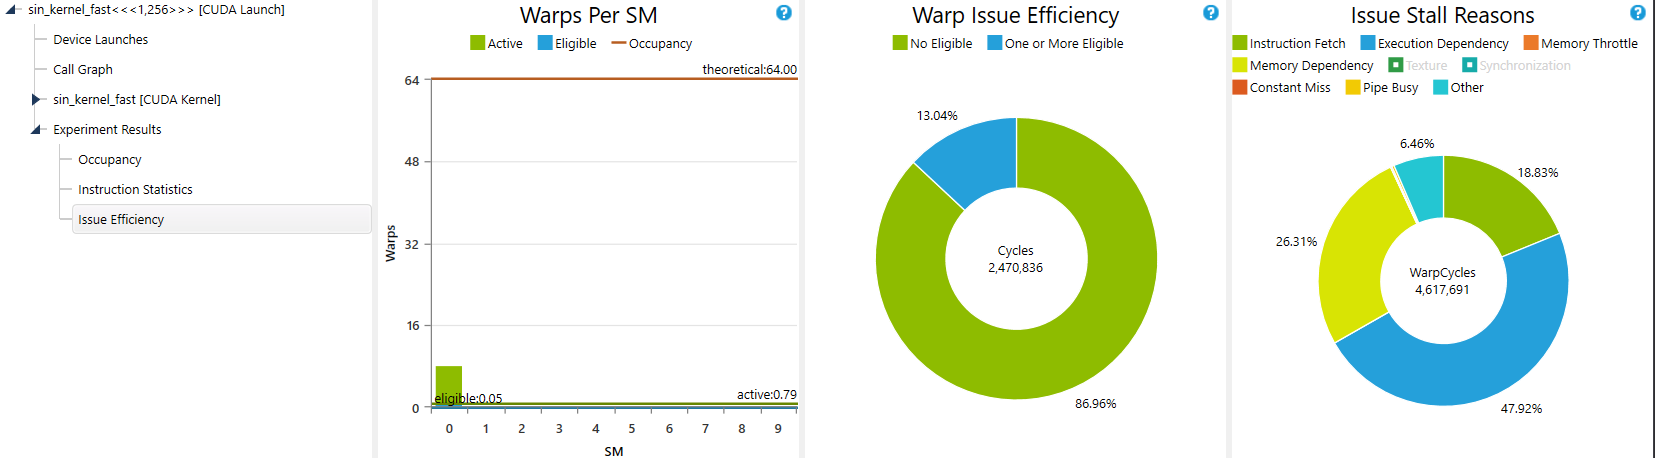 sin_kernel_fast<<<1,256>>> [CUDA Launch]
Device Launches
Call Graph
sin_kernel_fast [CUDA Kernel]
Experiment Results
Occupancy
Instruction Statistics
Issue Efficiency
Warps Per SM
?
Active Eligible Occupancy
theoretical:64.00
64
48
32
16
0
Warps
eligible:0.05
active:0.79
0 1 2 3 4 5 6 7 8 9
SM
Warp Issue Efficiency
?
No Eligible One or More Eligible
13.04%
Cycles
2,470,836
86.96%
Issue Stall Reasons
?
Instruction Fetch Execution Dependency Memory Throttle
Memory Dependency Texture Synchronization
Constant Miss Pipe Busy Other
6.46%
18.83%
26.31%
WarpCycles
4,617,691
47.92%